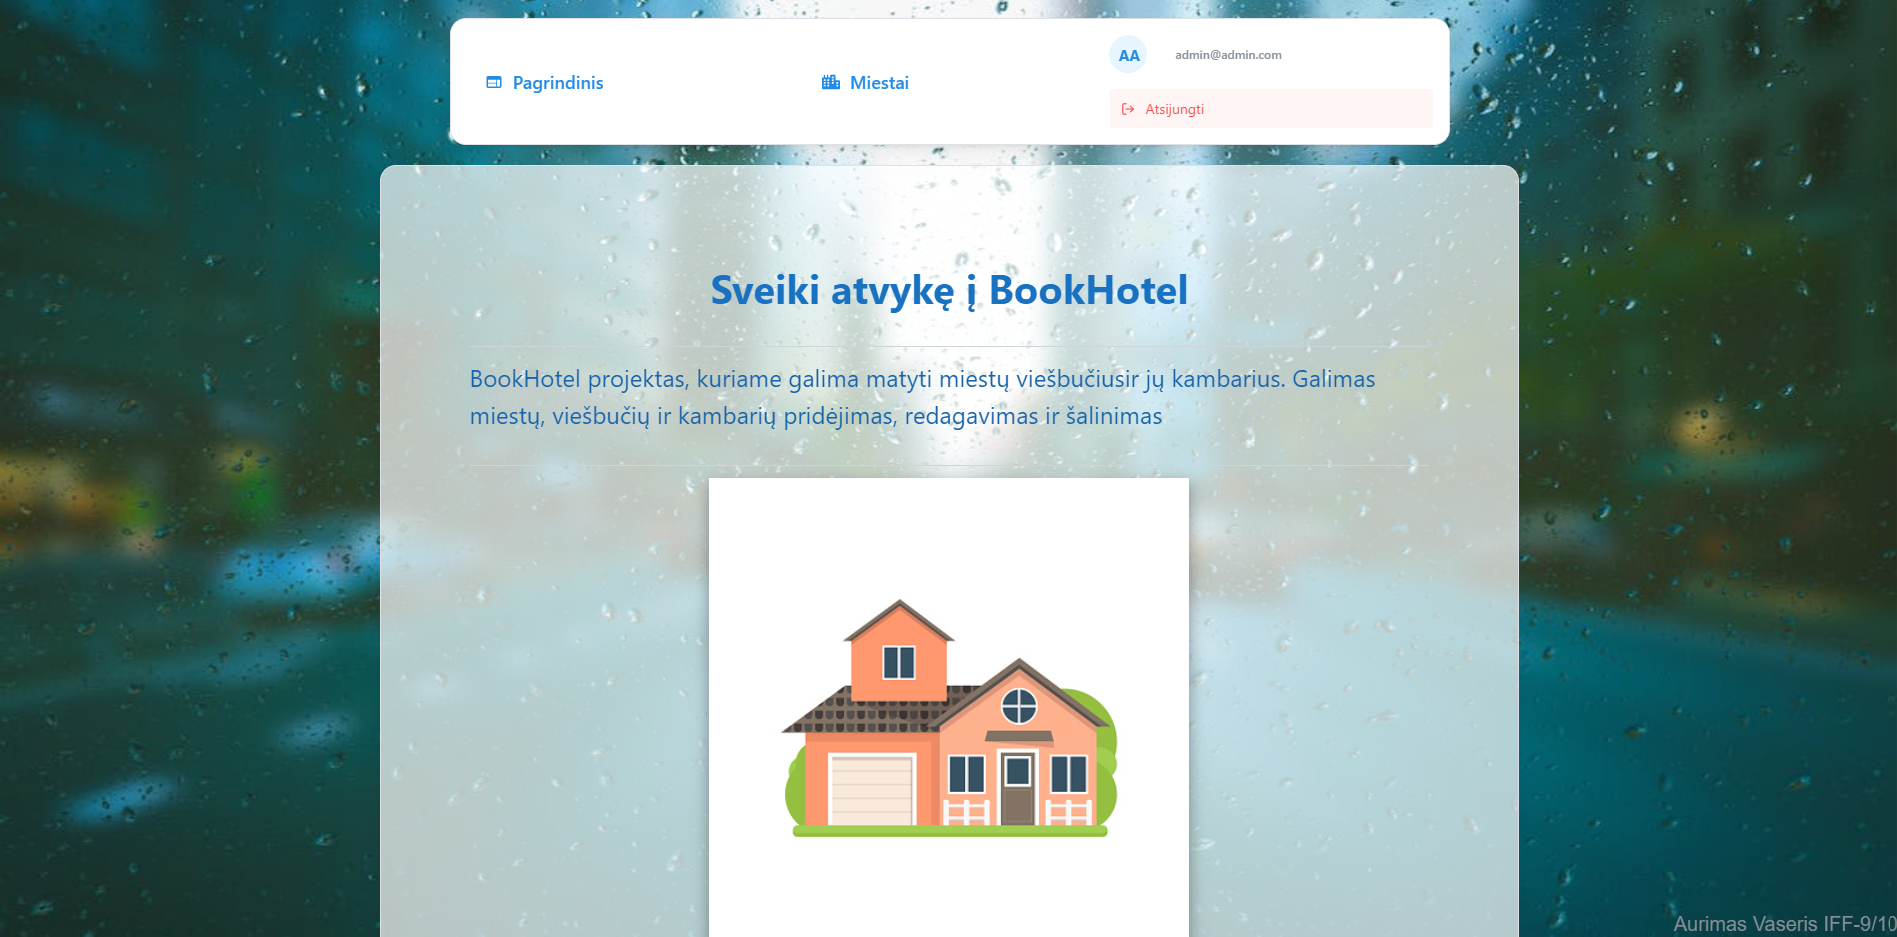 Pagrindinis
Miestai
AA
admin@admin.com
Atsijungti
Sveiki atvykę į BookHotel
BookHotel projektas, kuriame galima matyti miestų viešbučiusir jų kambarius. Galimas
miestų, viešbučių ir kambarių pridėjimas, redagavimas ir šalinimas
Aurimas Vaseris IFF-9/10